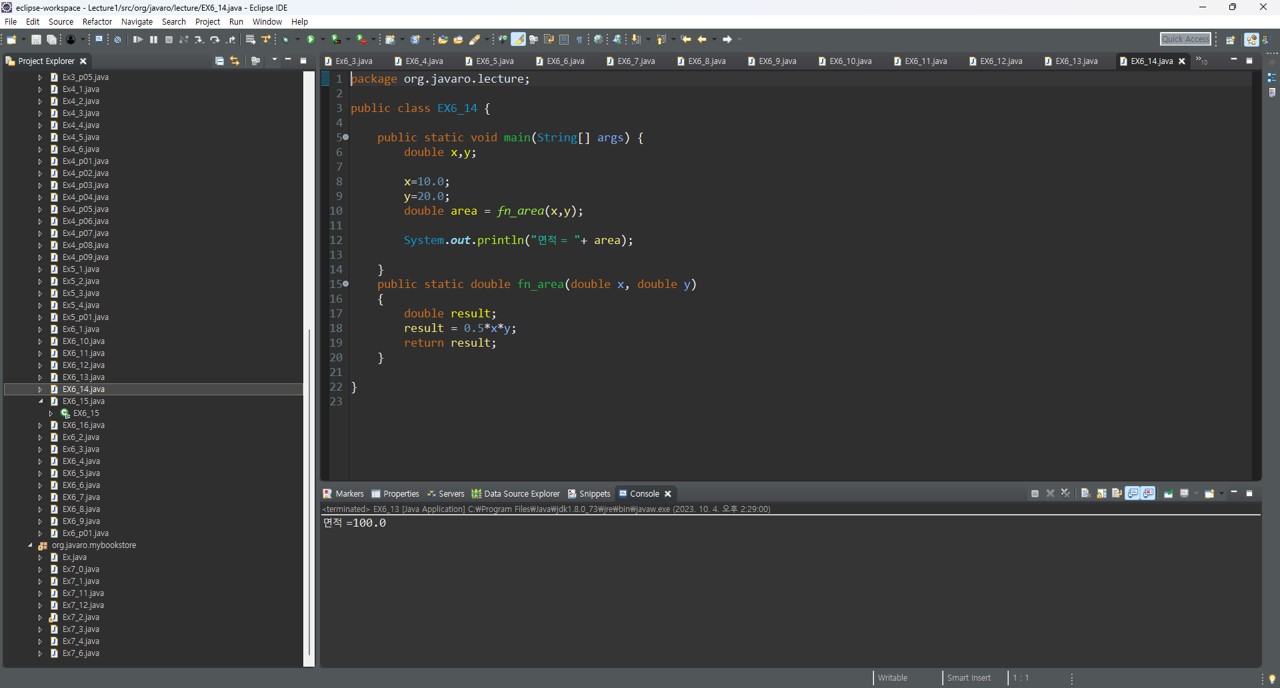 eclipse-workspace - Lecture1/src/org/javaro/lecture/EX6_14.java - Eclipse IDE
File Edit Source Refactor Navigate Search Project Run Window Help
Quick Access
Project Explorer
Ex3_p05.java
Ex4_1.java
Ex4_2.java
Ex4_3.java
Ex4_4.java
Ex4_5.java
Ex4_6.java
Ex4_p01.java
Ex4_p02.java
Ex4_p03.java
Ex4_p04.java
Ex4_p05.java
Ex4_p06.java
Ex4_p07.java
Ex4_p08.java
Ex4_p09.java
Ex5_1.java
Ex5_2.java
Ex5_3.java
Ex5_4.java
Ex5_p01.java
Ex6_1.java
EX6_10.java
EX6_11.java
EX6_12.java
EX6_13.java
EX6_14.java
EX6_15.java
EX6_15
EX6_16.java
Ex6_2.java
Ex6_3.java
EX6_4.java
EX6_5.java
EX6_6.java
EX6_7.java
EX6_8.java
EX6_9.java
Ex6_p01.java
org.javaro.mybookstore
Ex.java
Ex7_0.java
Ex7_1.java
Ex7_11.java
Ex7_12.java
Ex7_2.java
Ex7_3.java
Ex7_4.java
Ex7_6.java
Ex6_3.java EX6_4.java EX6_5.java EX6_6.java EX6_7.java EX6_8.java EX6_9.java EX6_10.java EX6_11.java EX6_12.java EX6_13.java EX6_14.java »10
1 package org.javaro.lecture;
2
3 public class EX6_14 {
4
5 public static void main(String[] args) {
6 double x,y;
7
8 x=10.0;
9 y=20.0;
10 double area = fn_area(x,y);
11
12 System.out.println("면적 = "+ area);
13
14 }
15 public static double fn_area(double x, double y)
16 {
17 double result;
18 result = 0.5*x*y;
19 return result;
20 }
21
22 }
23
Markers Properties Servers Data Source Explorer Snippets Console
<terminated> EX6_13 [Java Application] C:₩Program Files₩Java₩jdk1.8.0_73₩jre₩bin₩javaw.exe (2023. 10. 4. 오후 2:29:00)
면적 =100.0
Writable Smart Insert 1 : 1